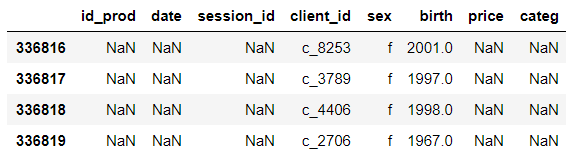 id_prod date session_id client_id sex birth price categ
336816 NaN NaN NaN c_8253 f 2001.0 NaN NaN
336817 NaN NaN NaN c_3789 f 1997.0 NaN NaN
336818 NaN NaN NaN c_4406 f 1998.0 NaN NaN
336819 NaN NaN NaN c_2706 f 1967.0 NaN NaN